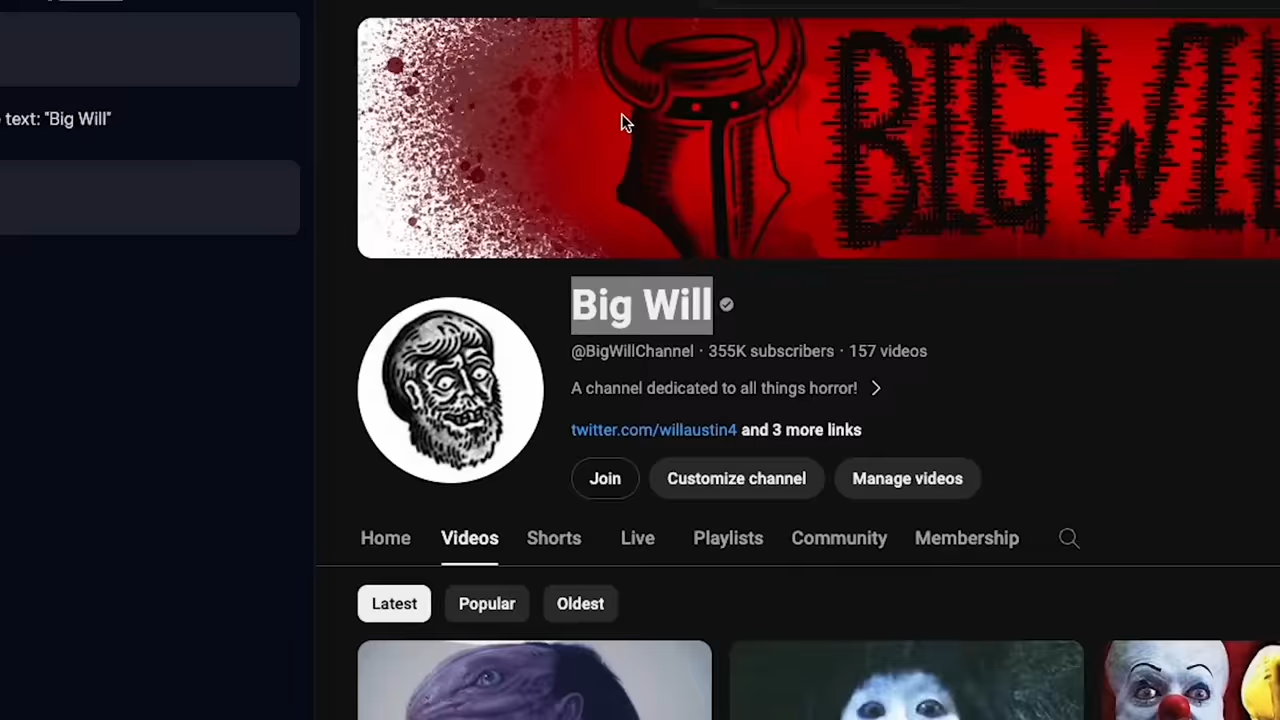 text: "Big Will"
BIG WIL
Big Will
@BigWillChannel · 355K subscribers · 157 videos
A channel dedicated to all things horror!
twitter.com/willaustin4 and 3 more links
Join Customize channel Manage videos
Home Videos Shorts Live Playlists Community Membership
Latest Popular Oldest